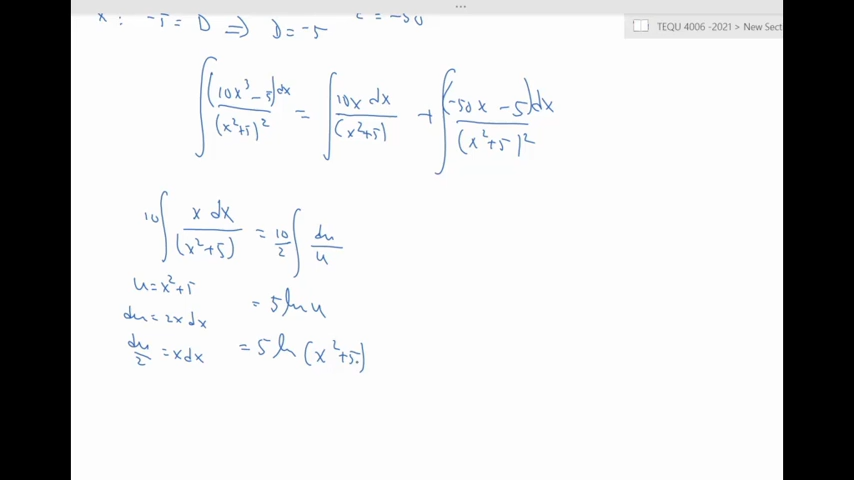 x: -5 = D ⇒ D = -5 C = -50
TEQU 4006 -2021 > New Sect
∫ (10x³ - 5)dx / (x²+5)² = ∫ 10x dx / (x²+5) + ∫ (-50x - 5)dx / (x²+5)²
10 ∫ x dx / (x²+5) = 10/2 ∫ du / u
u = x²+5
= 5 ln u
du = 2x dx
du/2 = x dx
= 5 ln (x²+5)